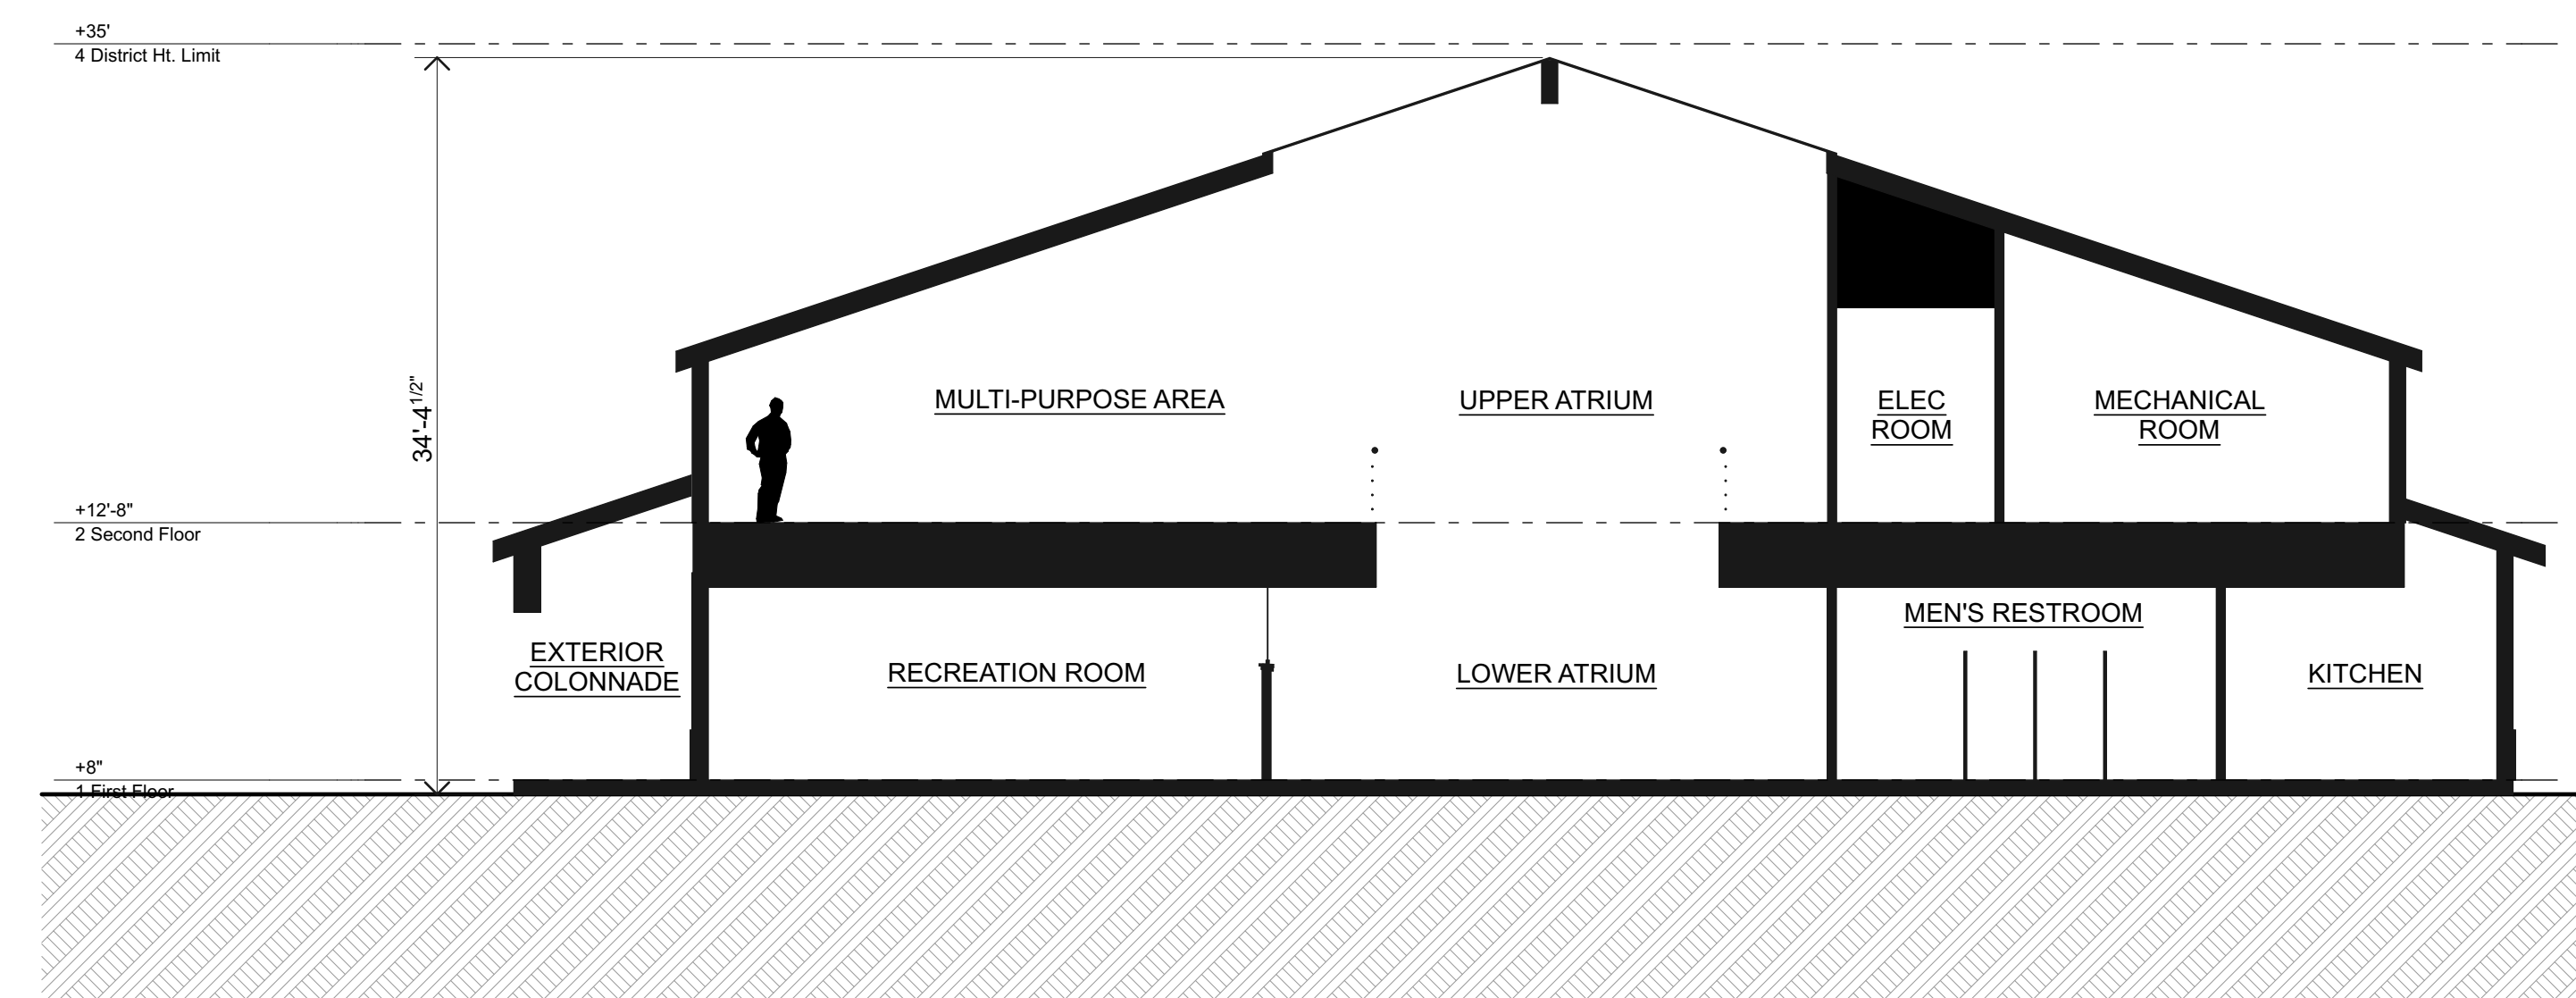 +35'
4 District Ht. Limit
34'-4 1/2"
MULTI-PURPOSE AREA
UPPER ATRIUM
ELEC
ROOM
MECHANICAL
ROOM
+12'-8"
2 Second Floor
MEN'S RESTROOM
EXTERIOR
COLONNADE
RECREATION ROOM
LOWER ATRIUM
KITCHEN
+8"
1 First Floor